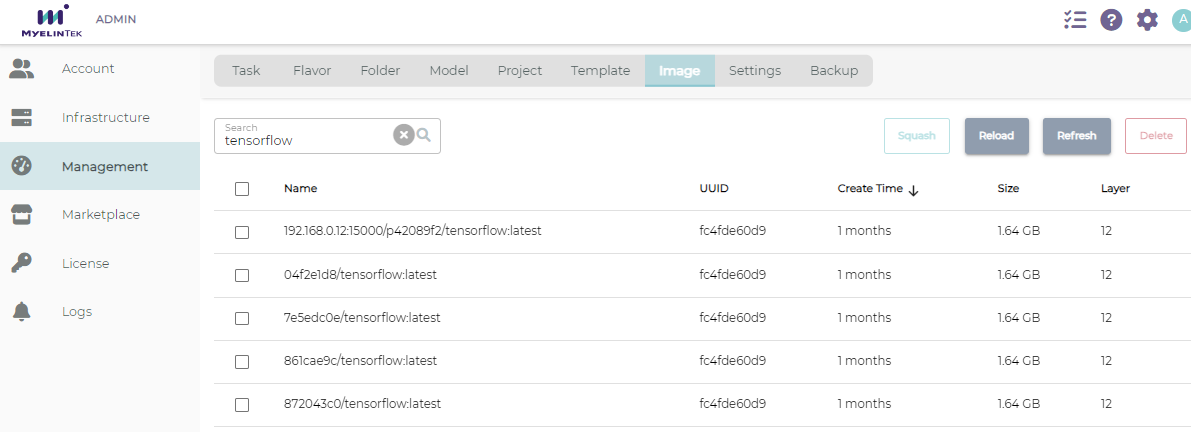 MYELINTEK ADMIN ? A
Account
Infrastructure
Management
Marketplace
License
Logs
Task Flavor Folder Model Project Template Image Settings Backup
Search
tensorflow
Squash Reload Refresh Delete
Name UUID Create Time Size Layer
192.168.0.12:15000/p42089f2/tensorflow:latest fc4fde60d9 1 months 1.64 GB 12
04f2e1d8/tensorflow:latest fc4fde60d9 1 months 1.64 GB 12
7e5edc0e/tensorflow:latest fc4fde60d9 1 months 1.64 GB 12
861cae9c/tensorflow:latest fc4fde60d9 1 months 1.64 GB 12
872043c0/tensorflow:latest fc4fde60d9 1 months 1.64 GB 12